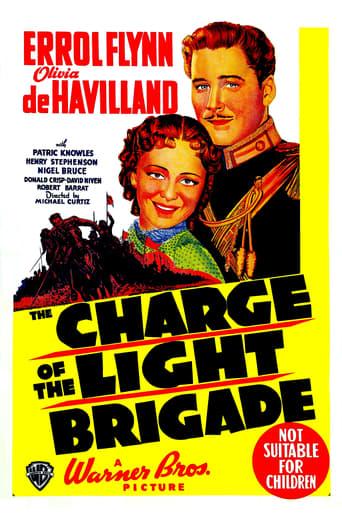 ERROL FLYNN
Olivia
de HAVILLAND
with
PATRIC KNOWLES
HENRY STEPHENSON
NIGEL BRUCE
DONALD CRISP • DAVID NIVEN
ROBERT BARRAT
Directed by
MICHAEL CURTIZ
THE
CHARGE
OF
THE LIGHT
BRIGADE
A
Warner Bros.
PICTURE
NOT
SUITABLE
FOR
CHILDREN